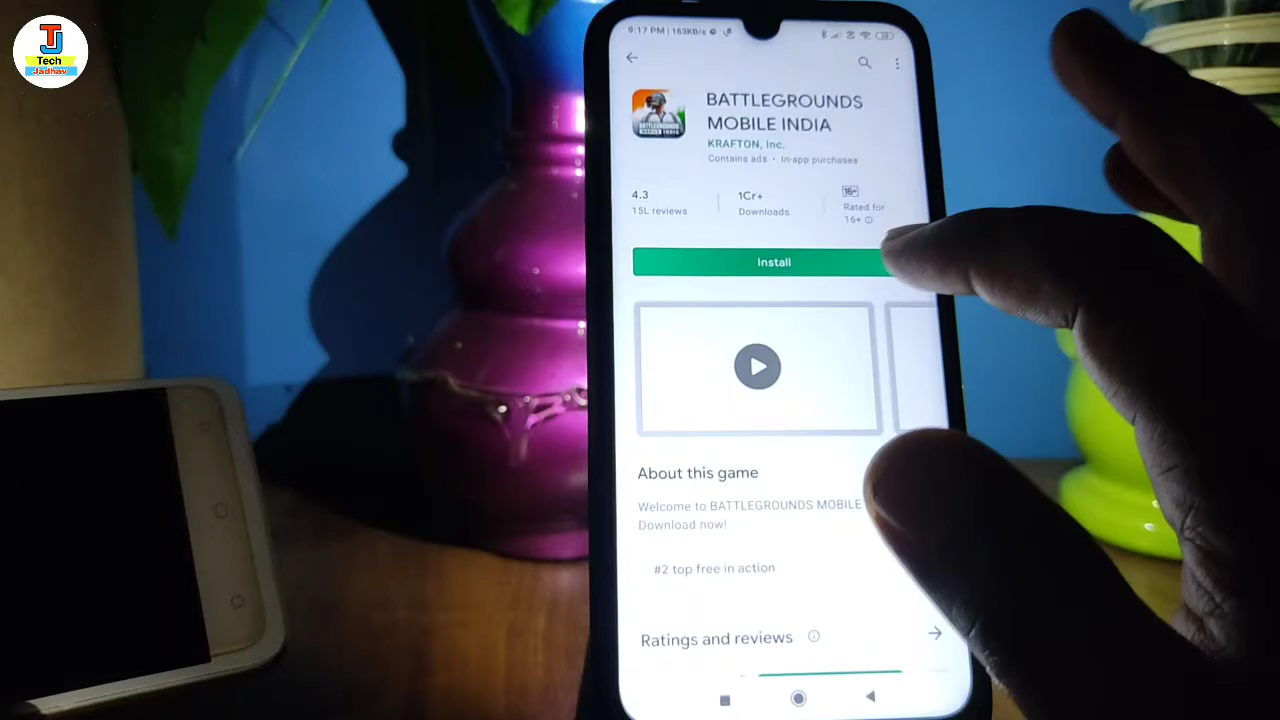 TJ
Tech
Jadhav
9:17 PM | 163KB/s
BATTLEGROUNDS
MOBILE INDIA
KRAFTON, Inc.
Contains ads • In-app purchases
4.3
15L reviews
1Cr+
Downloads
16+
Rated for
16+
Install
About this game
Welcome to BATTLEGROUNDS MOBILE
Download now!
#2 top free in action
Ratings and reviews